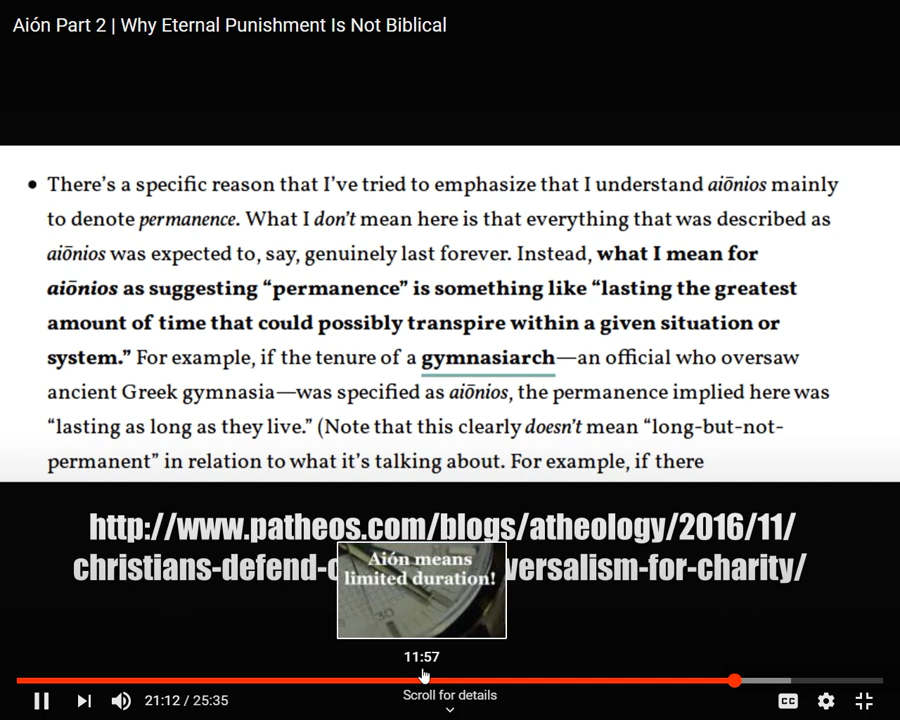 Aión Part 2 | Why Eternal Punishment Is Not Biblical
• There’s a specific reason that I’ve tried to emphasize that I understand aiōnios mainly
to denote permanence. What I don’t mean here is that everything that was described as
aiōnios was expected to, say, genuinely last forever. Instead, what I mean for
aiōnios as suggesting “permanence” is something like “lasting the greatest
amount of time that could possibly transpire within a given situation or
system.” For example, if the tenure of a gymnasiarch—an official who oversaw
ancient Greek gymnasia—was specified as aiōnios, the permanence implied here was
“lasting as long as they live.” (Note that this clearly doesn’t mean “long-but-not-
permanent” in relation to what it’s talking about. For example, if there
http://www.patheos.com/blogs/atheology/2016/11/
christians-defend- versalism-for-charity/
Aión means
limited duration!
30
11:57
21:12 / 25:35
Scroll for details
CC